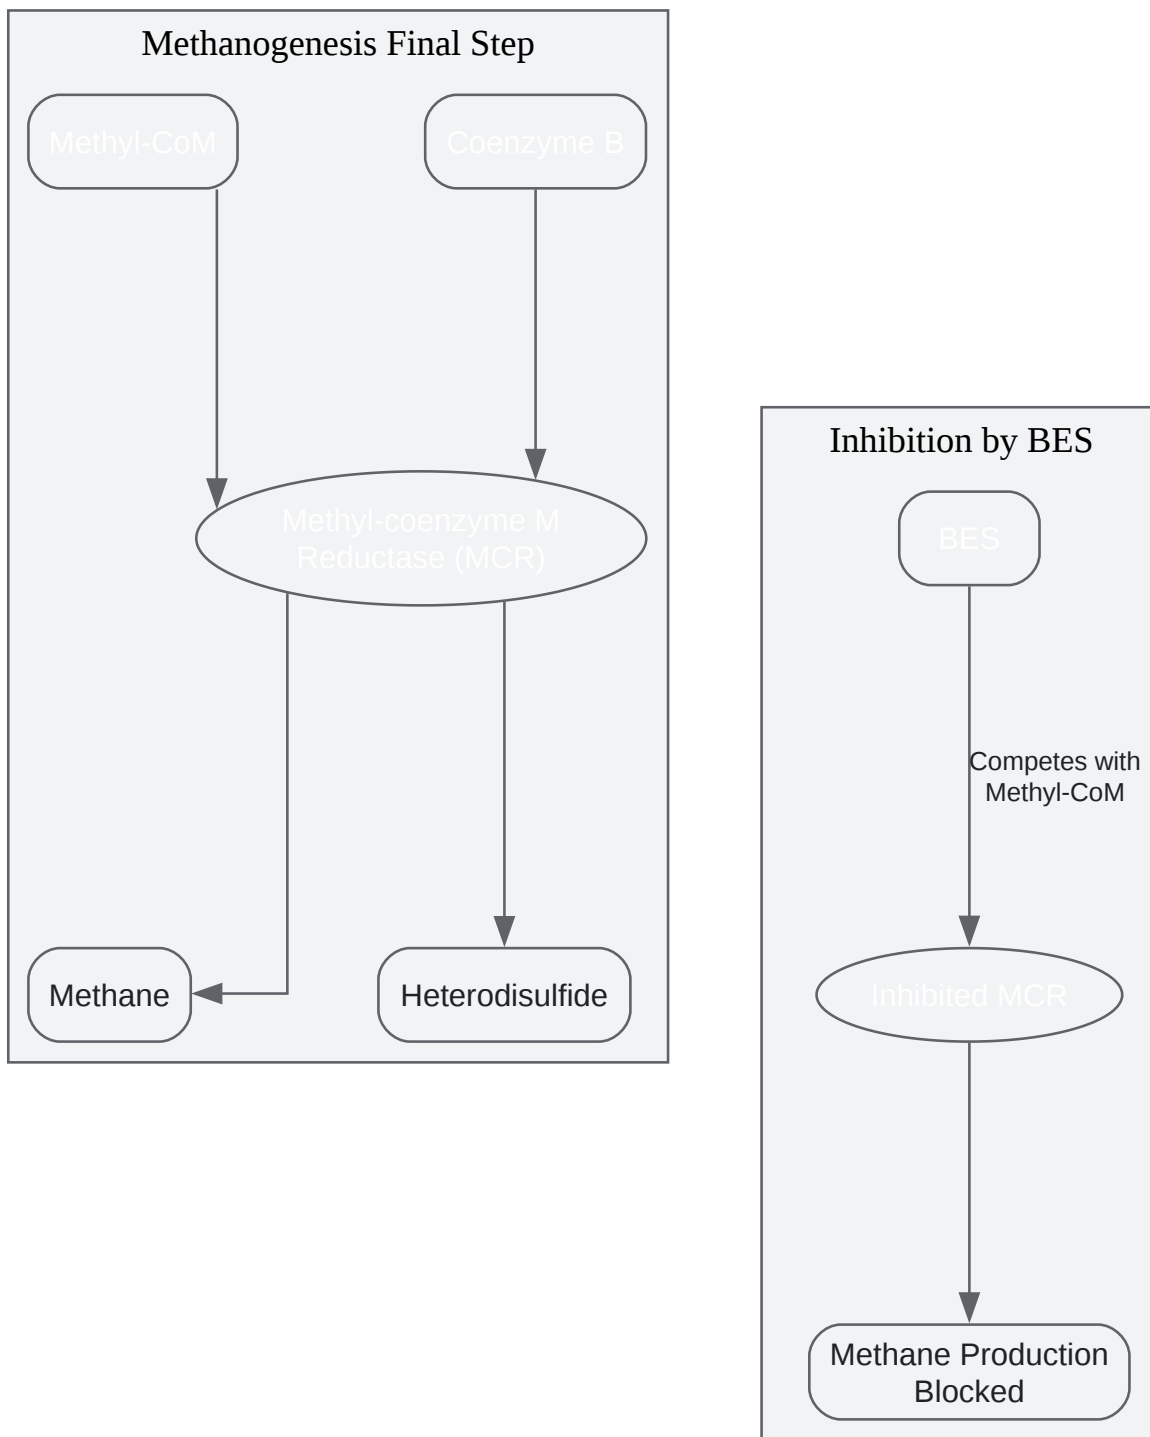 Methanogenesis Final Step
Methyl-CoM
Coenzyme B
Methyl-coenzyme M
Reductase (MCR)
Methane
Heterodisulfide
Inhibition by BES
BES
Competes with
Methyl-CoM
Inhibited MCR
Methane Production
Blocked